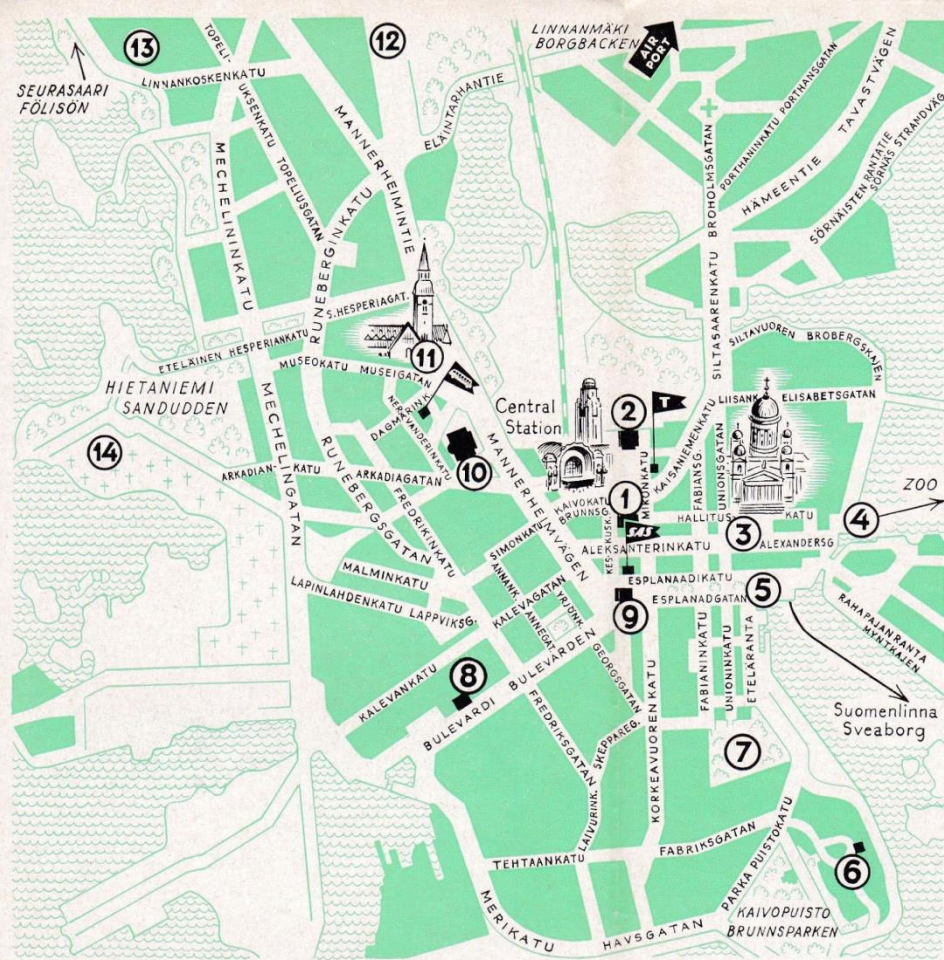 13
TOPELI-
UKSENKATU TOPELIUSGATAN
12
LINNANMÄKI
BORGBACKEN
AIR
PORT
SEURASAARI
FÖLISÖN
LINNANKOSKENKATU
MANNERHEIMINTIE
ELÄINTARHANTIE
MECHELININKATU
RUNEBERGINKATU
SILTASAARENKATU BROHOLMSGATAN
PORTHANINKATU PORTHANSGATAN
HÄMEENTIE TAVASTVÄGEN
SÖRNÄISTEN RANTATIE
SÖRNÄS STRANDVÄG
S. HESPERIAGAT.
ETELÄINEN HESPERIANKATU
11
MUSEOKATU MUSEIGATAN
HIETANIEMI
SANDUDDEN
DAGMARINK.
NERVANDERINKATU
Central
Station
2
T
SILTAVUOREN BROBERGSKAJEN
LIISANK. ELISABETSGATAN
14
MECHELINGATAN
ARKADIANKATU
ARKADIAGATAN
10
MANNERHEIMVÄGEN
RUNEBERGSGATAN
FREDRIKINKATU
KAIVOKATU
BRUNNSG.
1
MIKONKATU
KAISANIEMENKATU
FABIANSG.
UNIONSGATAN
HALLITUSKATU
3
4
ZOO
KESKUSK.
SAS
ALEKSANTERINKATU
ALEXANDERSG.
SIMONKATU
MALMINKATU
LAPINLAHDENKATU LAPPVIKSG.
ANNANK.
ANNEGAT.
KALEVAGATAN
YRJÖNK.
GEORGSGATAN
ESPLANAADIKATU
ESPLANADGATAN
5
9
RAHAPAJANRANTA
MYNTKAJEN
KALEVANKATU
8
BULEVARDI BULEVARDEN
FABIANINKATU
UNIONINKATU
ETELÄRANTA
Suomenlinna
Sveaborg
FREDRIKSGATAN
SKEPPAREG.
LAIVURINK.
KORKEAVUORENKATU
7
TEHTAANKATU
FABRIKSGATAN
PARKA PUISTOKATU
6
MERIKATU
HAVSGATAN
KAIVOPUISTO
BRUNNSPARKEN